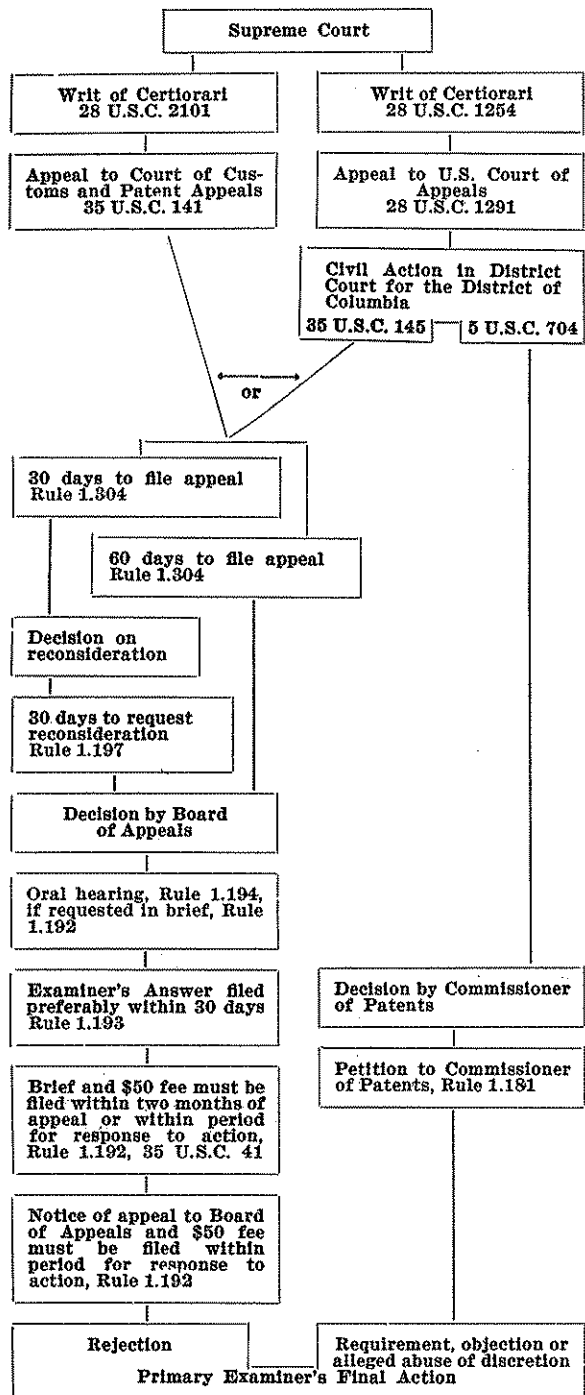 Supreme Court
Writ of Certiorari
28 U.S.C. 2101
Writ of Certiorari
28 U.S.C. 1254
Appeal to Court of Cus-
toms and Patent Appeals
35 U.S.C. 141
Appeal to U.S. Court of
Appeals
28 U.S.C. 1291
Civil Action in District
Court for the District of
Columbia
35 U.S.C. 145
5 U.S.C. 704
or
30 days to file appeal
Rule 1.304
60 days to file appeal
Rule 1.304
Decision on
reconsideration
30 days to request
reconsideration
Rule 1.197
Decision by Board
of Appeals
Oral hearing, Rule 1.194,
if requested in brief, Rule
1.192
Examiner's Answer filed
preferably within 30 days
Rule 1.193
Decision by Commissioner
of Patents
Brief and $50 fee must be
filed within two months of
appeal or within period
for response to action,
Rule 1.192, 35 U.S.C. 41
Petition to Commissioner
of Patents, Rule 1.181
Notice of appeal to Board
of Appeals and $50 fee
must be filed within
period for response to
action, Rule 1.192
Rejection
Requirement, objection or
alleged abuse of discretion
Primary Examiner's Final Action